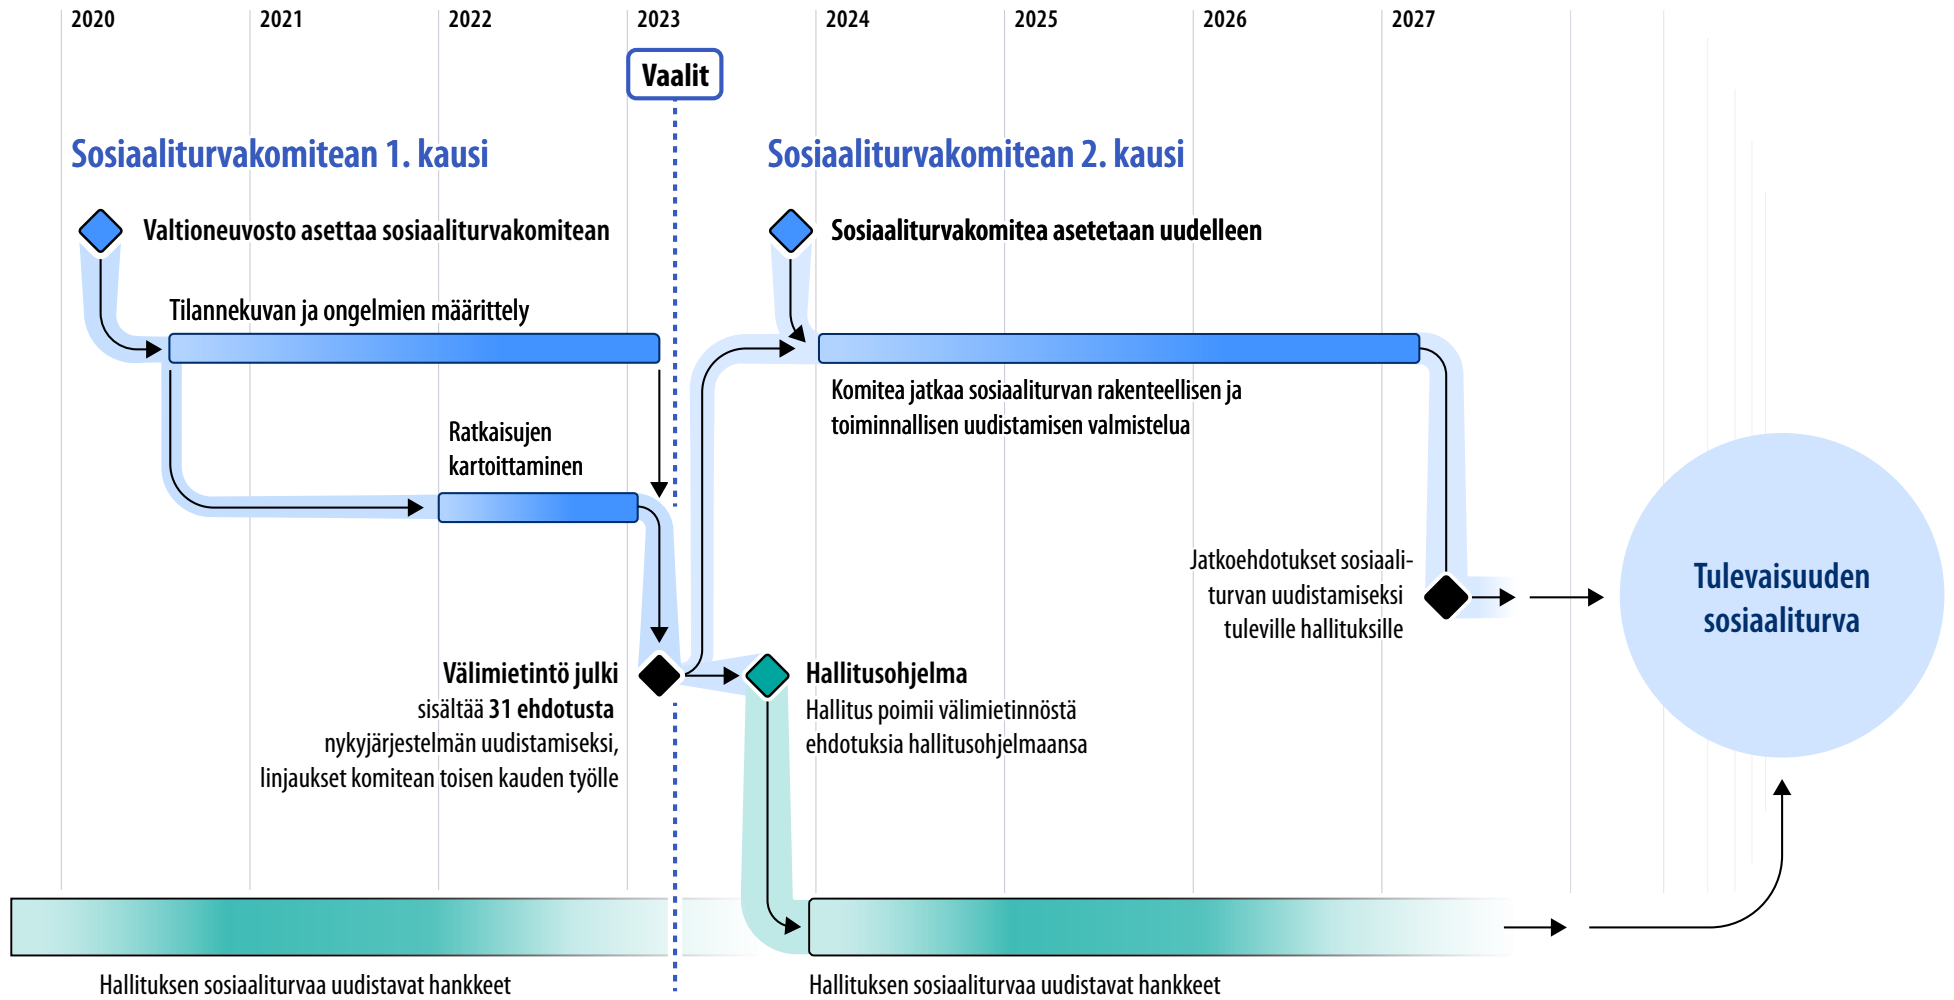 2020
2021
2022
2023
2024
2025
2026
2027
Vaalit
Sosiaaliturvakomitean 1. kausi
Sosiaaliturvakomitean 2. kausi
Valtioneuvosto asettaa sosiaaliturvakomitean
Sosiaaliturvakomitea asetetaan uudelleen
Tilannekuvan ja ongelmien määrittely
Komitea jatkaa sosiaaliturvan rakenteellisen ja
toiminnallisen uudistamisen valmistelua
Ratkaisujen
kartoittaminen
Jatkoehdotukset sosiaali-
turvan uudistamiseksi
tuleville hallituksille
Tulevaisuuden
sosiaaliturva
Välimietintö julki
sisältää 31 ehdotusta
nykyjärjestelmän uudistamiseksi,
linjaukset komitean toisen kauden työlle
Hallitusohjelma
Hallitus poimii välimietinnöstä
ehdotuksia hallitusohjelmaansa
Hallituksen sosiaaliturvaa uudistavat hankkeet
Hallituksen sosiaaliturvaa uudistavat hankkeet